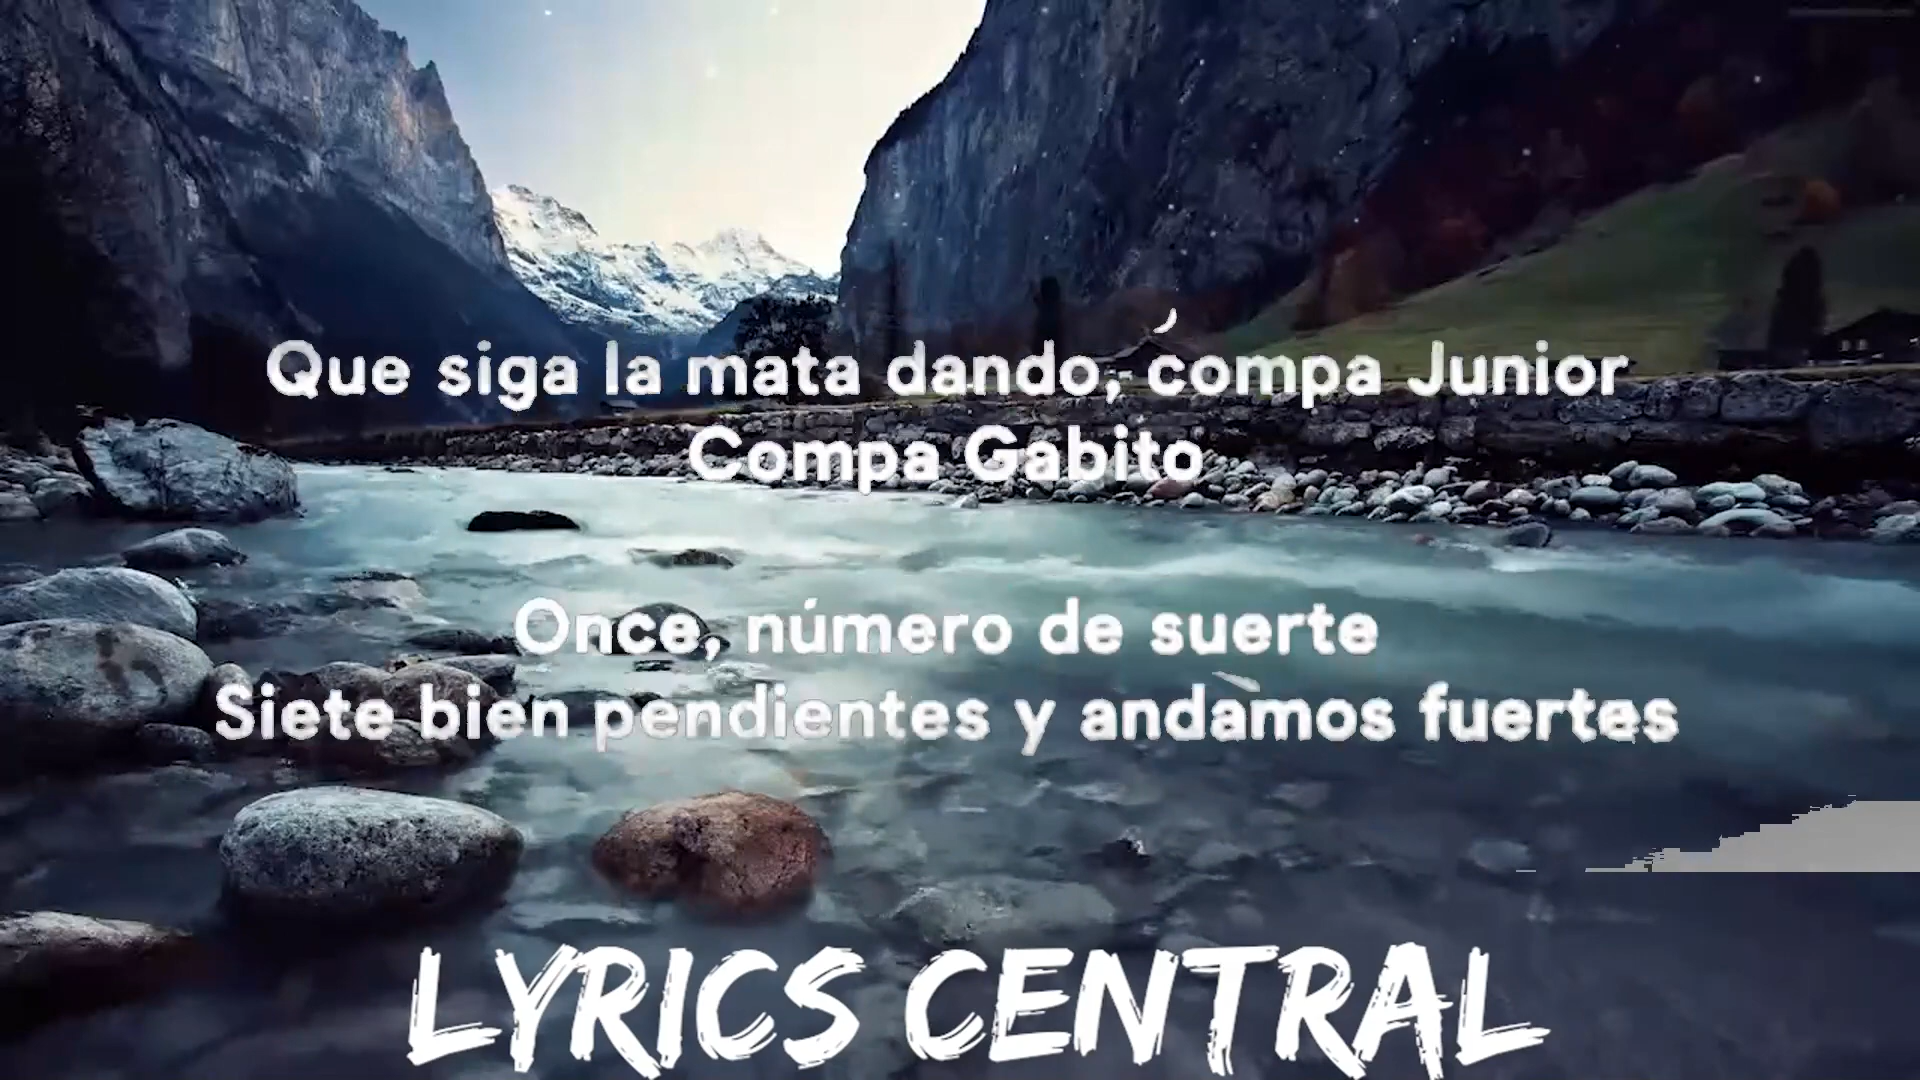 Que siga la mata dando, compa Junior
Compa Gabito
Once, número de suerte
Siete bien pendientes y andamos fuertes
LYRICS CENTRAL